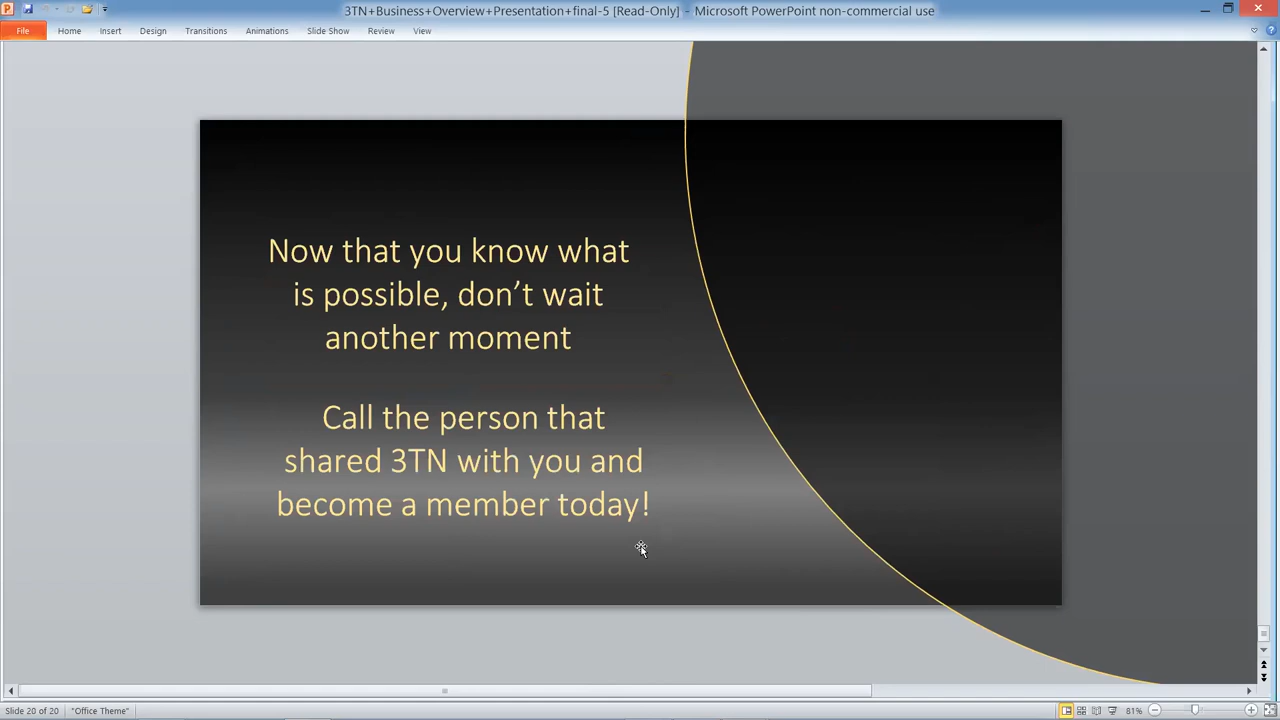 3TN+Business+Overview+Presentation+final-5 [Read-Only] - Microsoft PowerPoint non-commercial use
File Home Insert Design Transitions Animations Slide Show Review View
Now that you know what
is possible, don’t wait
another moment
Call the person that
shared 3TN with you and
become a member today!
Slide 20 of 20 "Office Theme" 81%